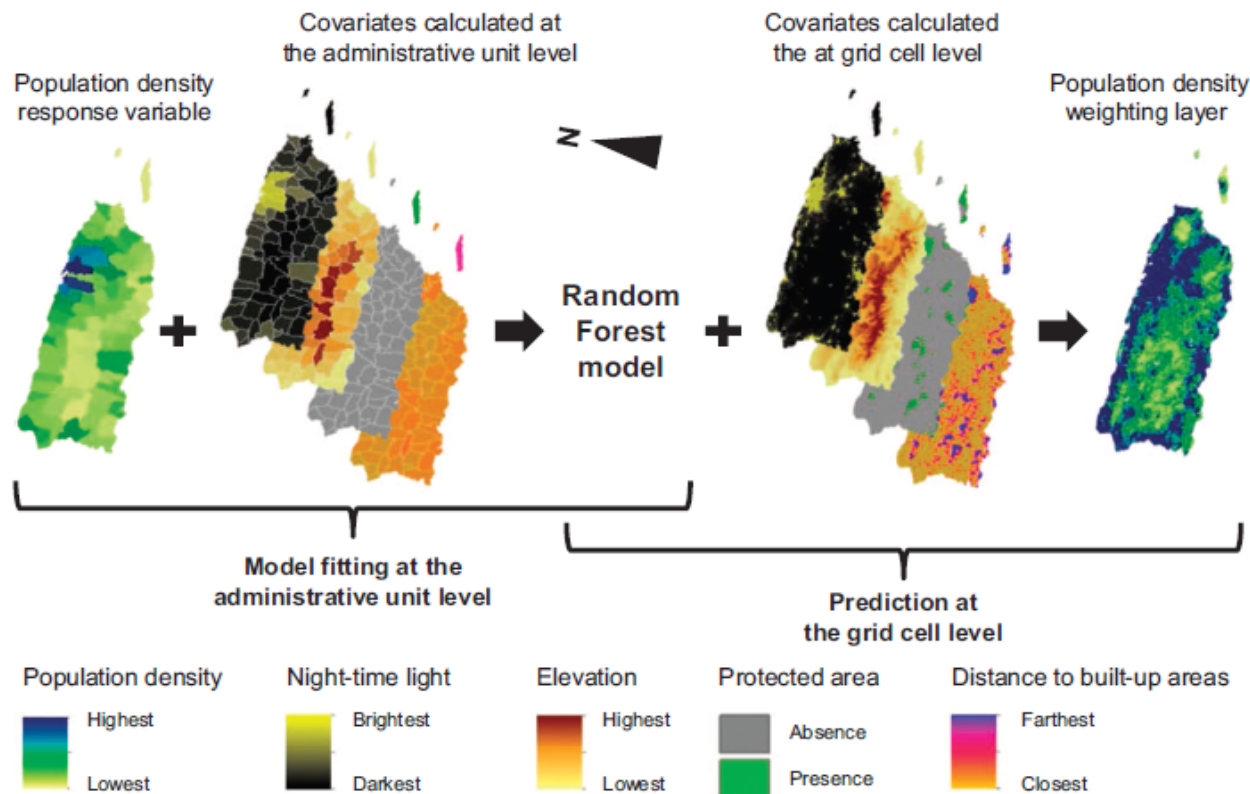 Population density
response variable
Covariates calculated at
the administrative unit level
Covariates calculated
the at grid cell level
Population density
weighting layer
N
Random
Forest
model
Model fitting at the
administrative unit level
Prediction at
the grid cell level
Population density
Highest
Lowest
Night-time light
Brightest
Darkest
Elevation
Highest
Lowest
Protected area
Absence
Presence
Distance to built-up areas
Farthest
Closest